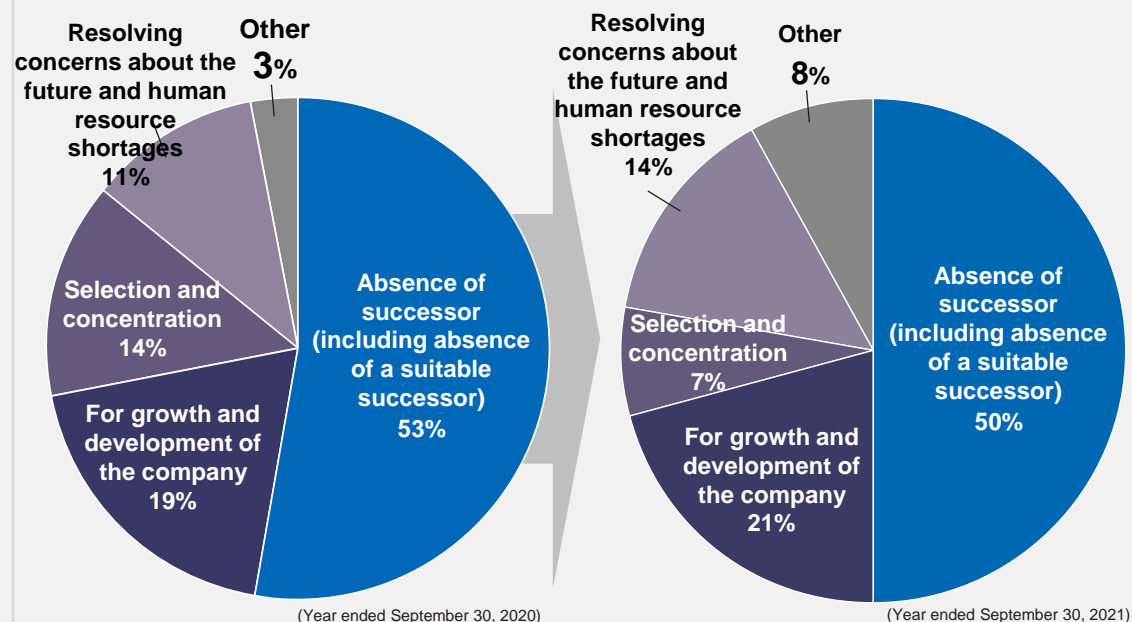 Resolving
concerns about the
future and human
resource
shortages
11%
Other
3%
Absence of
successor
(including absence
of a suitable
successor)
53%
Selection and
concentration
14%
For growth and
development of
the company
19%
(Year ended September 30, 2020)
Resolving
concerns about
the future and
human resource
shortages
14%
Other
8%
Absence of
successor
(including absence
of a suitable
successor)
50%
Selection and
concentration
7%
For growth and
development of
the company
21%
(Year ended September 30, 2021)